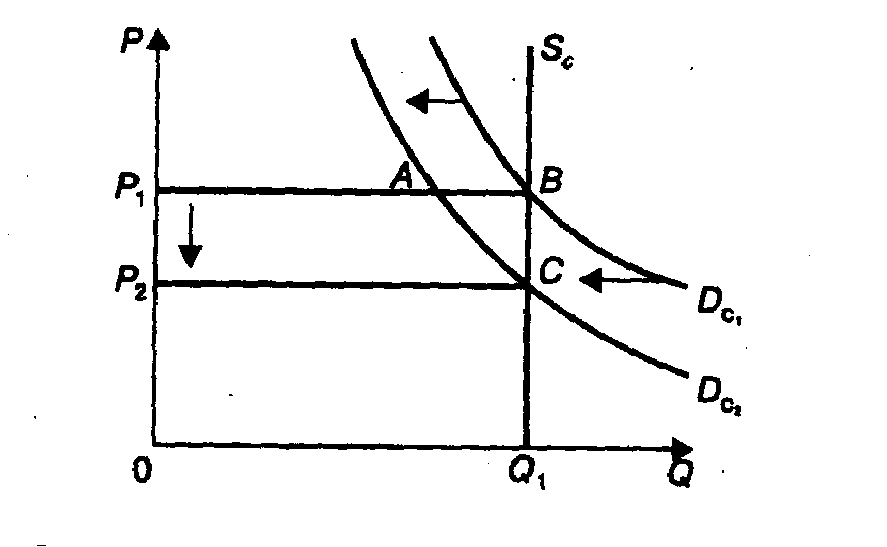 P
S_c
A
B
P₁
C
P₂
D_c₁
D_c₂
0
Q₁
Q